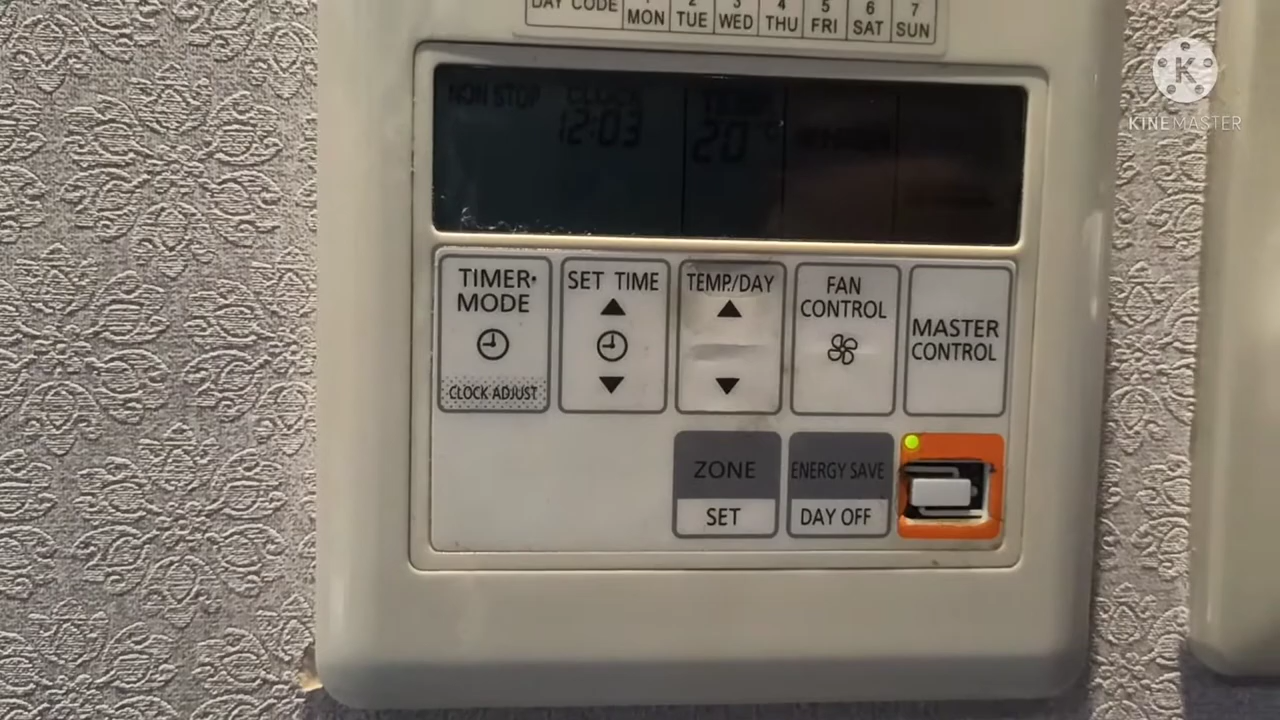 DAY CODE 1 2 3 4 5 6 7
MON TUE WED THU FRI SAT SUN
K
KINEMASTER
NON STOP CLOCK TEMP
12:03 20 °C
TIMER·
MODE
CLOCK ADJUST
SET TIME
TEMP./DAY
FAN
CONTROL
MASTER
CONTROL
ZONE
SET
ENERGY SAVE
DAY OFF